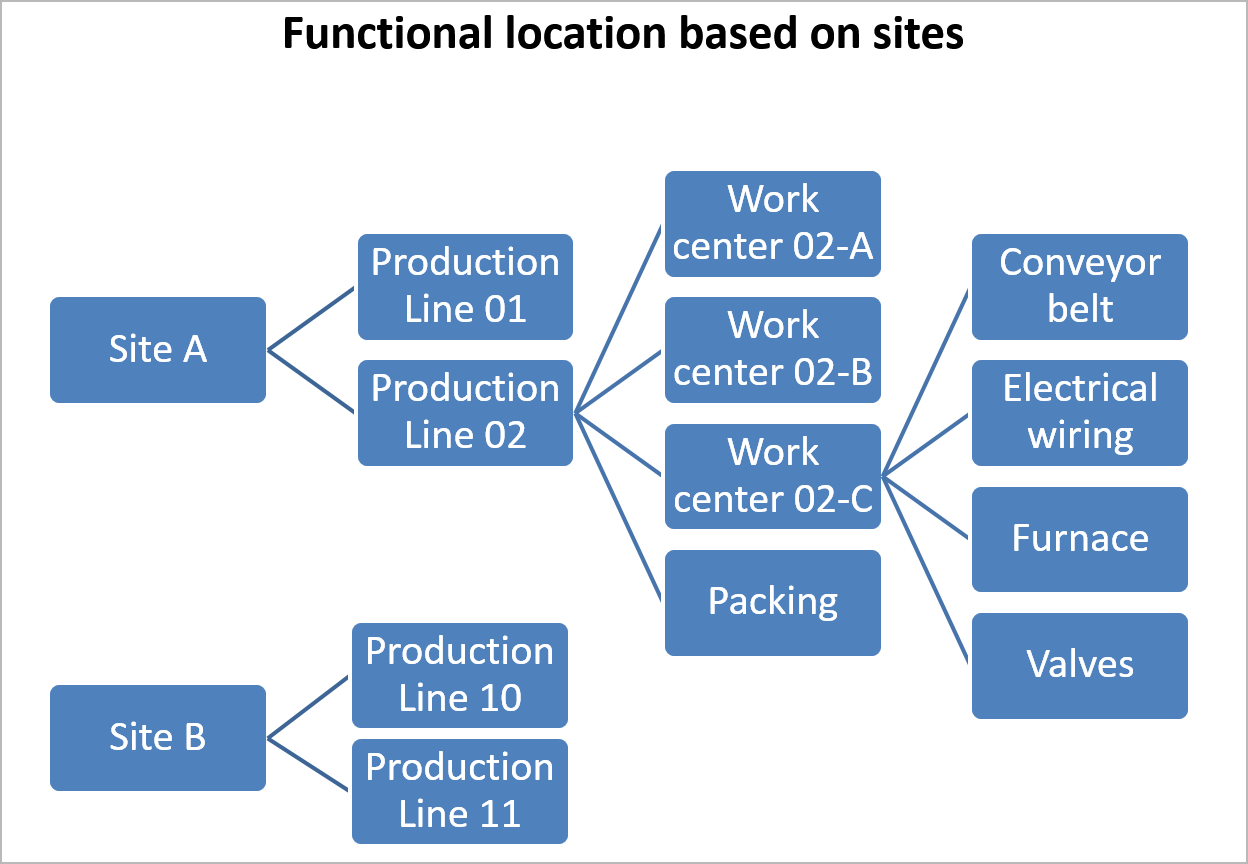 Functional location based on sites
Site A
Production
Line 01
Production
Line 02
Work
center 02-A
Work
center 02-B
Work
center 02-C
Packing
Conveyor
belt
Electrical
wiring
Furnace
Valves
Site B
Production
Line 10
Production
Line 11